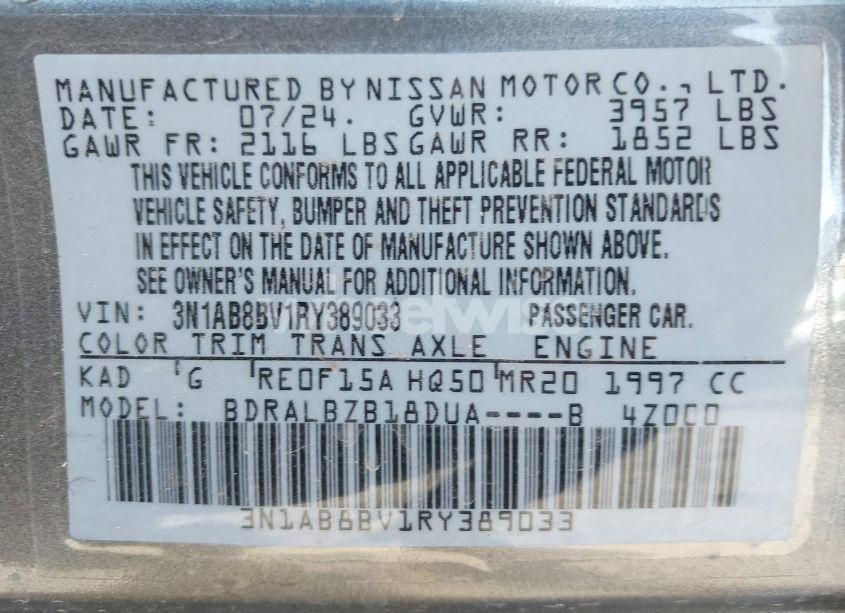 MANUFACTURED BY NISSAN MOTOR CO., LTD.
DATE: 07/24. GVWR: 3957 LBS
GAWR FR: 2116 LBS GAWR RR: 1852 LBS
THIS VEHICLE CONFORMS TO ALL APPLICABLE FEDERAL MOTOR
VEHICLE SAFETY, BUMPER AND THEFT PREVENTION STANDARDS
IN EFFECT ON THE DATE OF MANUFACTURE SHOWN ABOVE.
SEE OWNER'S MANUAL FOR ADDITIONAL INFORMATION.
VIN: 3N1AB8BV1RY389033 PASSENGER CAR.
COLOR TRIM TRANS AXLE ENGINE
KAD G RE0F15A HQ50 MR20 1997 CC
MODEL: BDRALBZB18DUA----B 4Z0C0
3N1AB8BV1RY389033